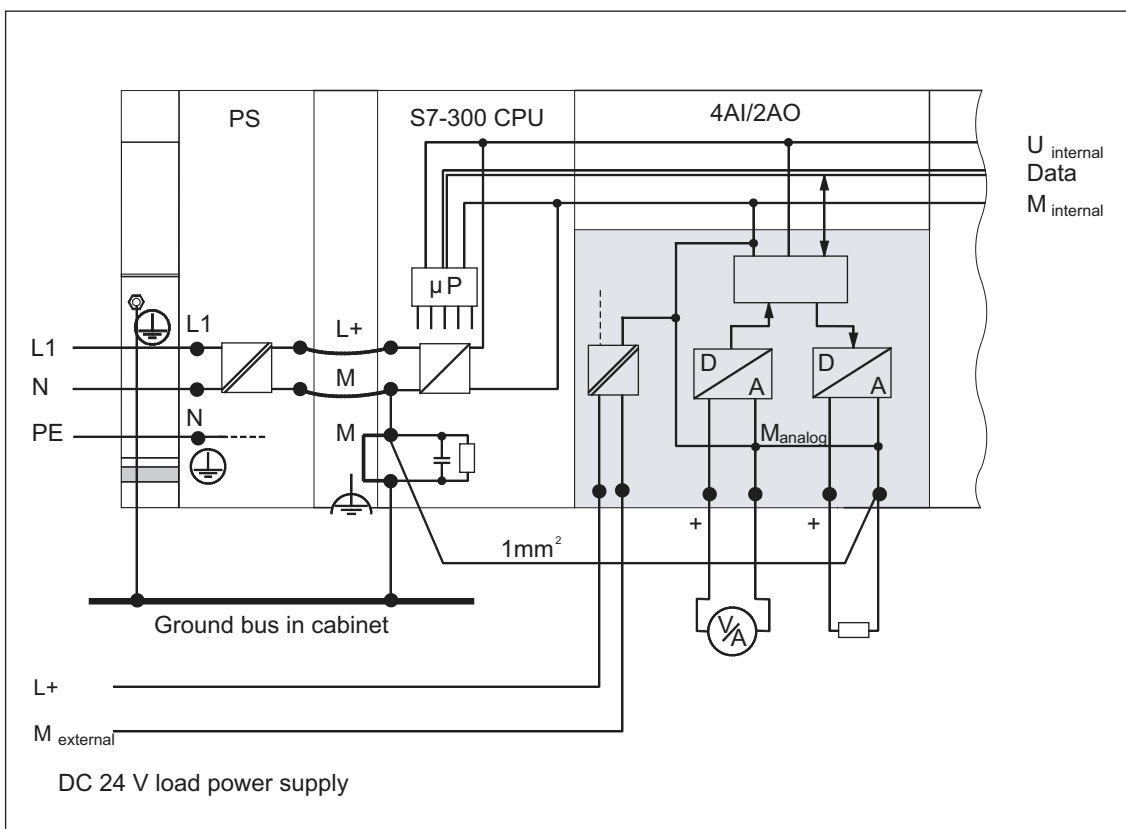 PS
S7-300 CPU
4AI/2AO
U internal
Data
M internal
µP
L1
L+
D
A
D
A
L1
N
M
PE
N
M
M analog
+
+
1mm²
Ground bus in cabinet
V/A
L+
M external
DC 24 V load power supply